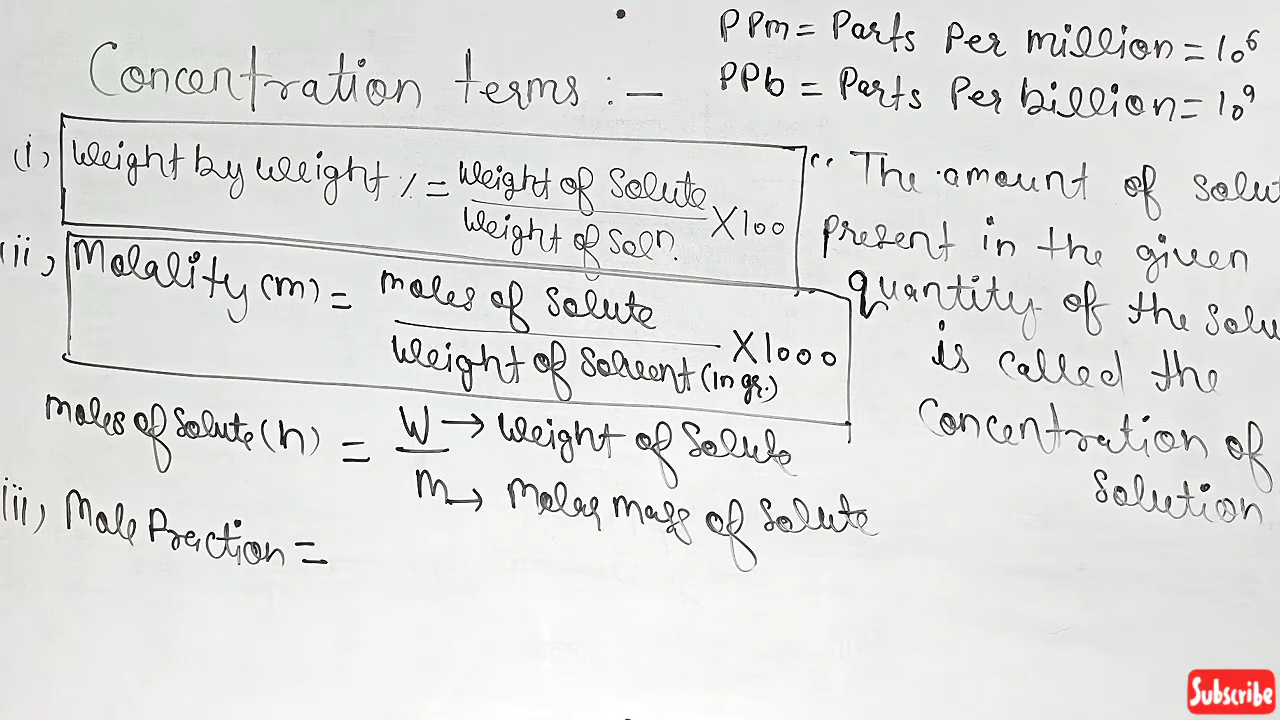 PPm = Parts Per million = 10⁶
PPb = Parts Per billion = 10⁹
Concentration terms :-
(i) Weight by weight % = Weight of Solute / Weight of Soln. X 100
(ii) Molality (m) = moles of Solute / Weight of Solvent (in gr.) X 1000
moles of Solute (n) = W → Weight of Solute
m → Molar mass of Solute
iii) Mole Fraction =
" The amount of solut
present in the given
quantity of the solu
is called the
Concentration of
Solution
Subscribe